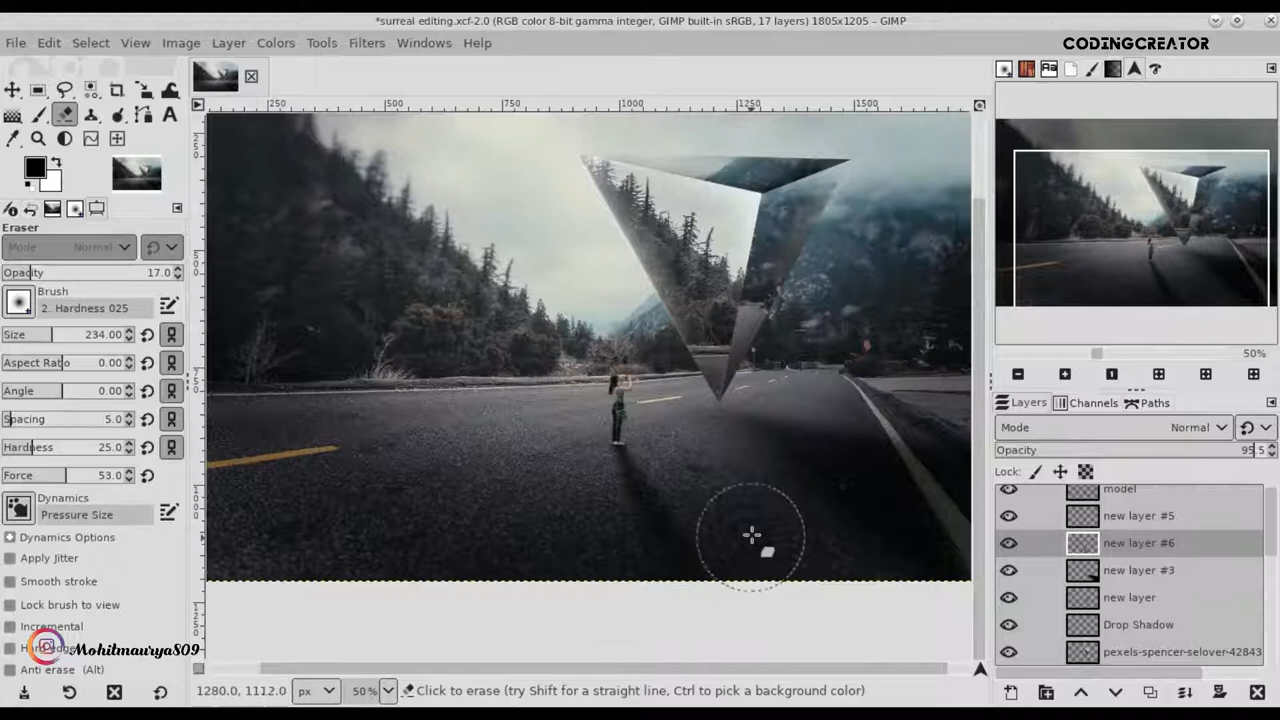 *surreal editing.xcf-2.0 (RGB color 8-bit gamma integer, GIMP built-in sRGB, 17 layers) 1805x1205 – GIMP
File Edit Select View Image Layer Colors Tools Filters Windows Help
CODINGCREATOR
250 500 750 1000 1250 1500
Eraser
Mode Normal
Opacity 17.0
Brush
2. Hardness 025
Size 234.00
Aspect Ratio 0.00
Angle 0.00
Spacing 5.0
Hardness 25.0
Force 53.0
Dynamics
Pressure Size
Dynamics Options
Apply Jitter
Smooth stroke
Lock brush to view
Incremental
Mohitmaurya809
Anti erase (Alt)
1280.0, 1112.0 px 50% Click to erase (try Shift for a straight line, Ctrl to pick a background color)
50%
Layers Channels Paths
Mode Normal
Opacity 95.5
Lock:
model
new layer #5
new layer #6
new layer #3
new layer
Drop Shadow
pexels-spencer-selover-42843